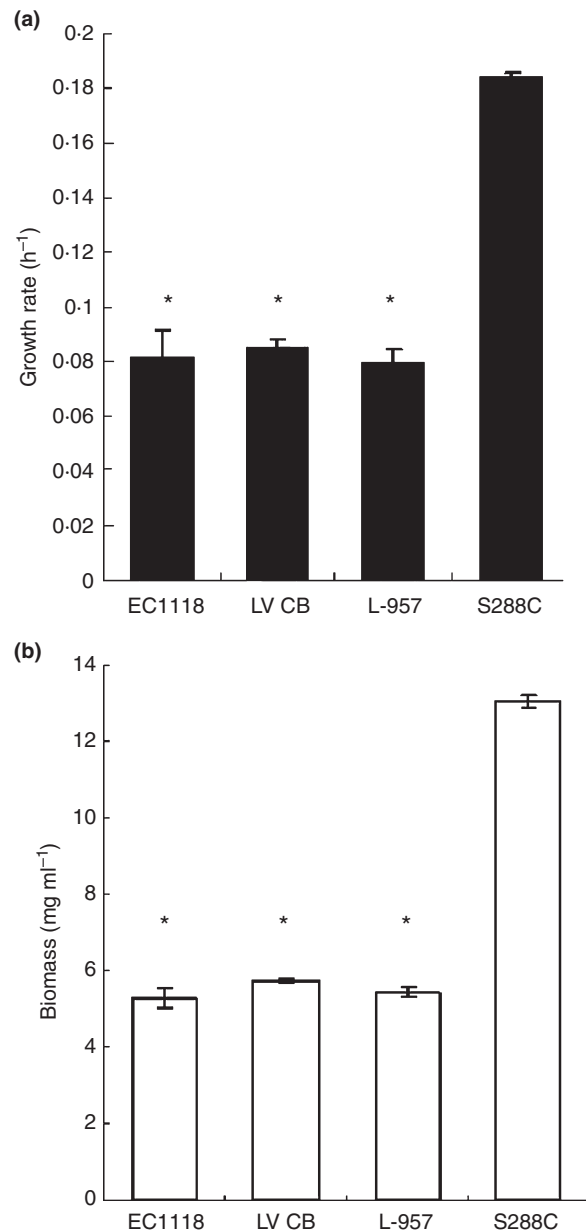 (a)
0·2
0·18
0·16
0·14
0·12
0·1
0·08
0·06
0·04
0·02
0
Growth rate (h⁻¹)
* * *
EC1118 LV CB L-957 S288C
(b)
14
12
10
8
6
4
2
0
Biomass (mg ml⁻¹)
* * *
EC1118 LV CB L-957 S288C